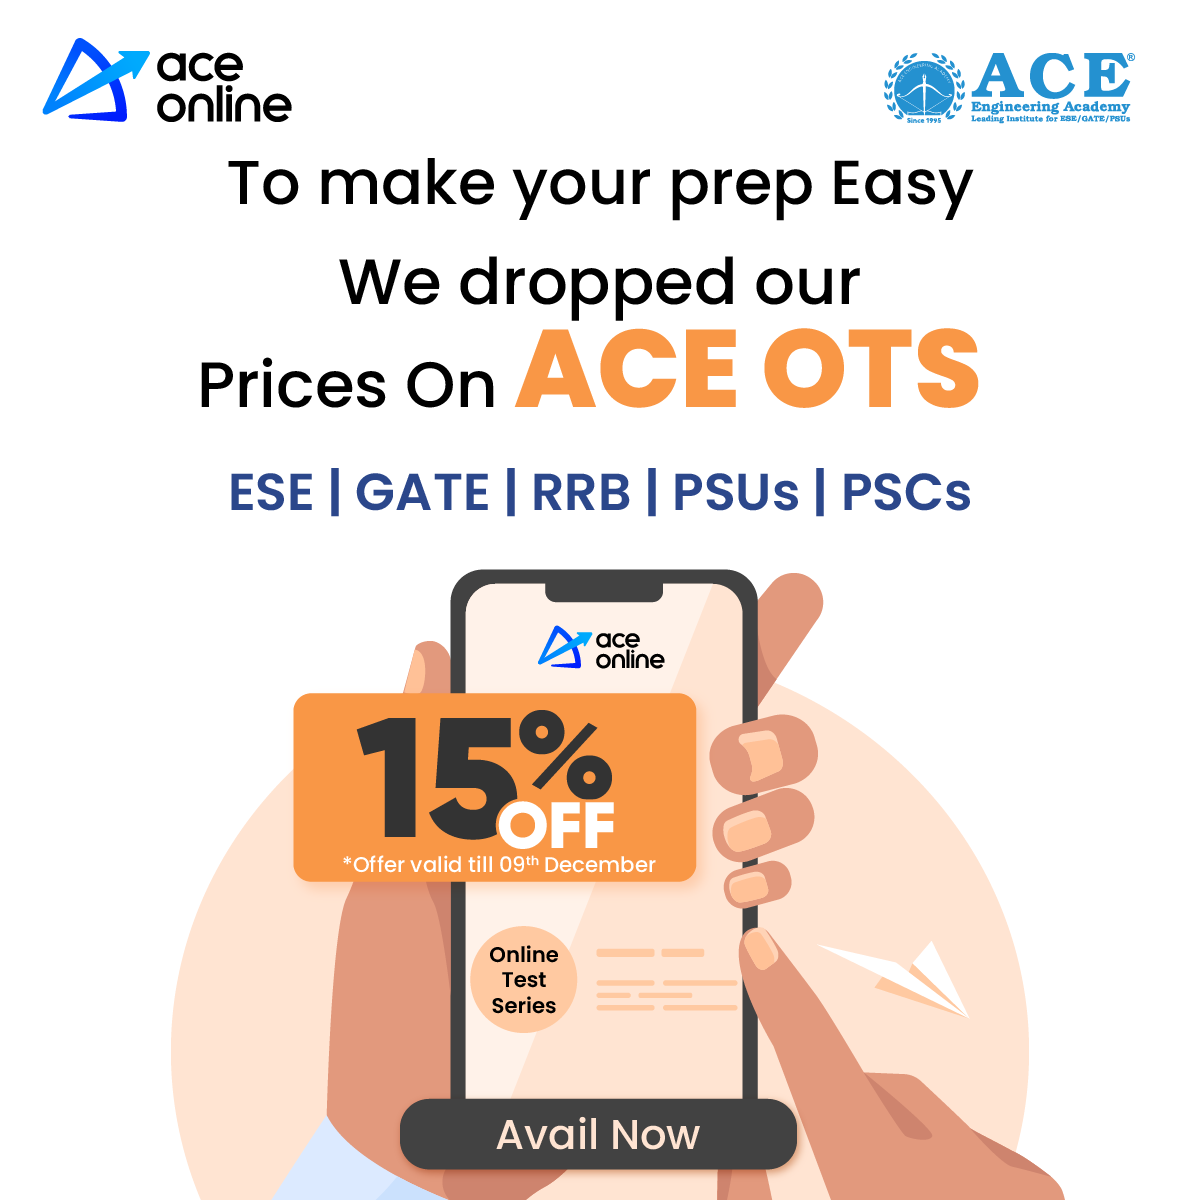 ace
online
ACE®
Engineering Academy
Leading Institute for ESE/GATE/PSUs
Since 1995
To make your prep Easy
We dropped our
Prices On ACE OTS
ESE | GATE | RRB | PSUs | PSCs
ace
online
15%
OFF
*Offer valid till 09th December
Online
Test
Series
Avail Now